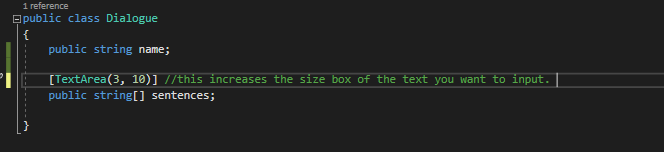 1 reference
public class Dialogue
{
public string name;
[TextArea(3, 10)] //this increases the size box of the text you want to input.
public string[] sentences;
}